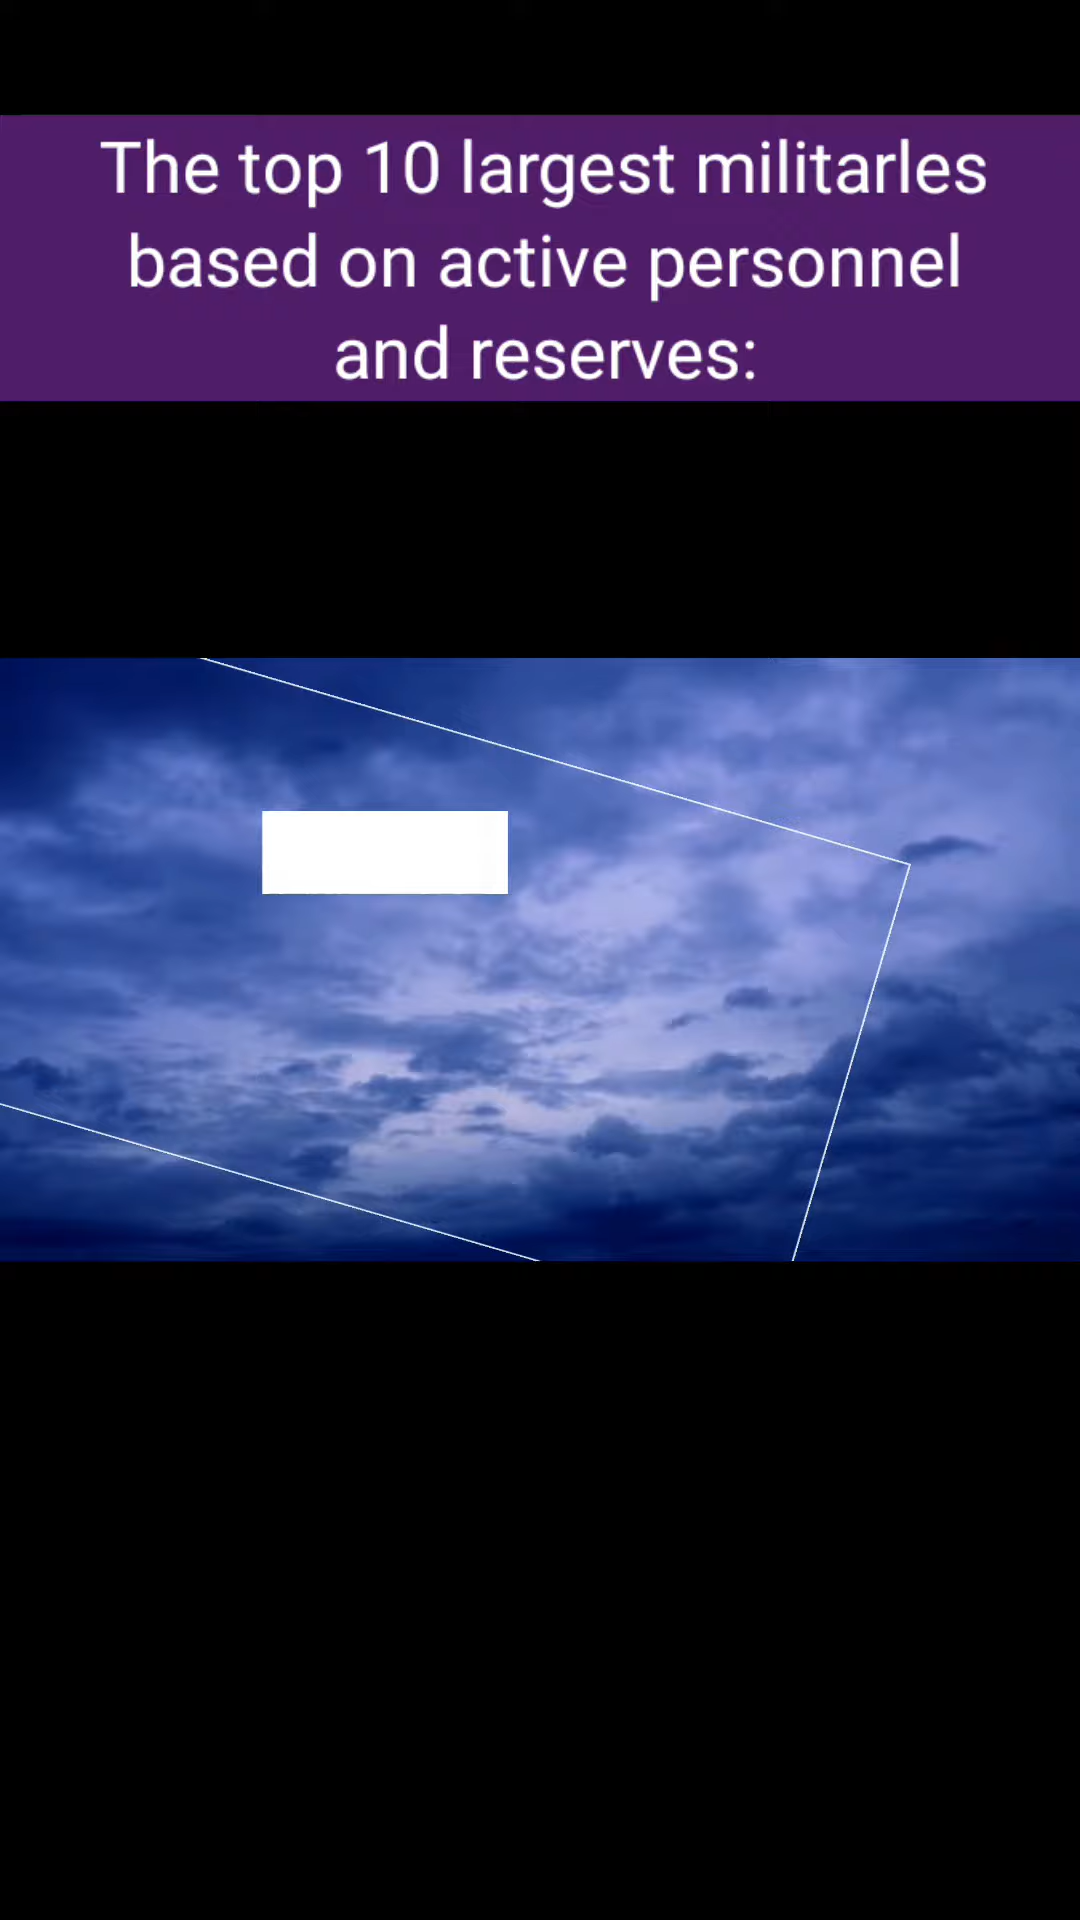 The top 10 largest militarles
based on active personnel
and reserves: